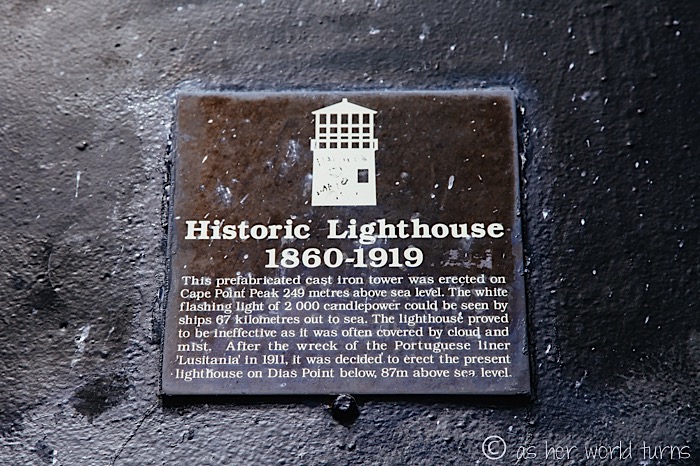 Historic Lighthouse
1860-1919
This prefabricated cast iron tower was erected on
Cape Point Peak 249 metres above sea level. The white
flashing light of 2 000 candlepower could be seen by
ships 67 kilometres out to sea. The lighthouse proved
to be ineffective as it was often covered by cloud and
mist. After the wreck of the Portuguese liner
'Lusitania' in 1911, it was decided to erect the present
lighthouse on Dias Point below, 87m above sea level.
© as her world turns